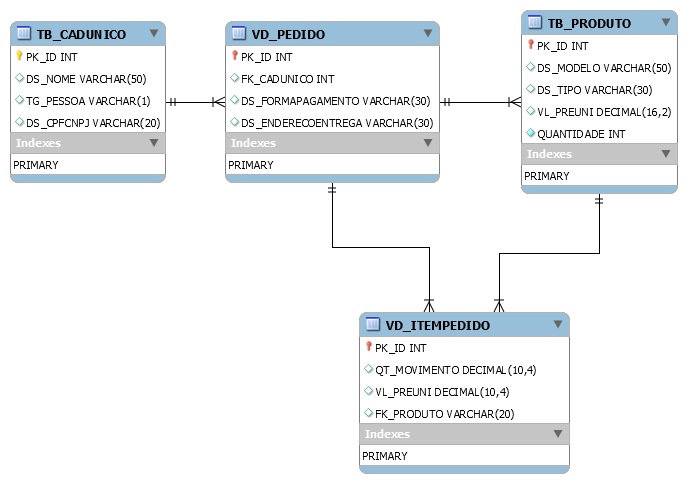 TB_CADUNICO
PK_ID INT
DS_NOME VARCHAR(50)
TG_PESSOA VARCHAR(1)
DS_CPFCNPJ VARCHAR(20)
Indexes
PRIMARY
VD_PEDIDO
PK_ID INT
FK_CADUNICO INT
DS_FORMAPAGAMENTO VARCHAR(30)
DS_ENDERECOENTREGA VARCHAR(30)
Indexes
PRIMARY
TB_PRODUTO
PK_ID INT
DS_MODELO VARCHAR(50)
DS_TIPO VARCHAR(30)
VL_PREUNI DECIMAL(16,2)
QUANTIDADE INT
Indexes
PRIMARY
VD_ITEMPEDIDO
PK_ID INT
QT_MOVIMENTO DECIMAL(10,4)
VL_PREUNI DECIMAL(10,4)
FK_PRODUTO VARCHAR(20)
Indexes
PRIMARY